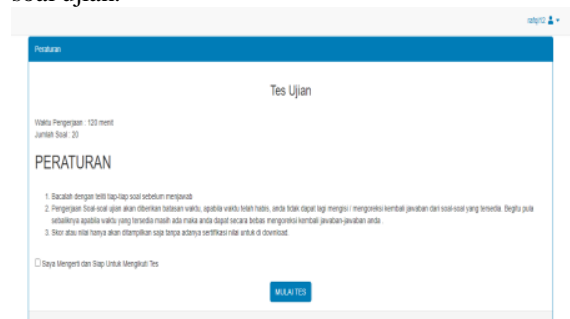 soal ujian.
rafiqi12
Peraturan
Tes Ujian
Waktu Pengerjaan : 120 menit
Jumlah Soal : 20
PERATURAN
1. Bacalah dengan teliti tiap-tiap soal sebelum menjawab
2. Pengerjaan Soal-soal ujian akan diberikan batasan waktu, apabila waktu telah habis, anda tidak dapat lagi mengisi / mengoreksi kembali jawaban dari soal-soal yang tersedia. Begitu pula
sebaliknya apabila waktu yang tersedia masih ada maka anda dapat secara bebas mengoreksi kembali jawaban-jawaban anda .
3. Skor atau nilai hanya akan ditampilkan saja tanpa adanya sertifikasi nilai untuk di download.
Saya Mengerti dan Siap Untuk Mengikuti Tes
MULAI TES